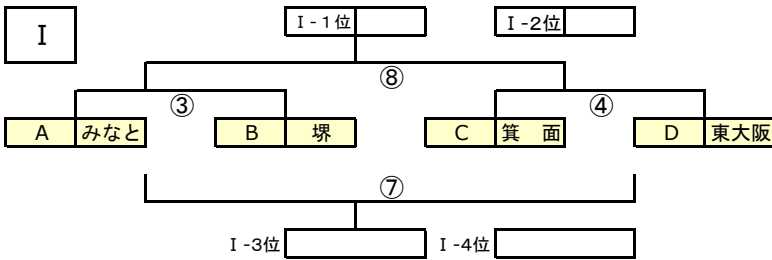 I
I-1位
I-2位
⑧
③
④
A みなと
B 堺
C 箕面
D 東大阪
⑦
I-3位
I-4位